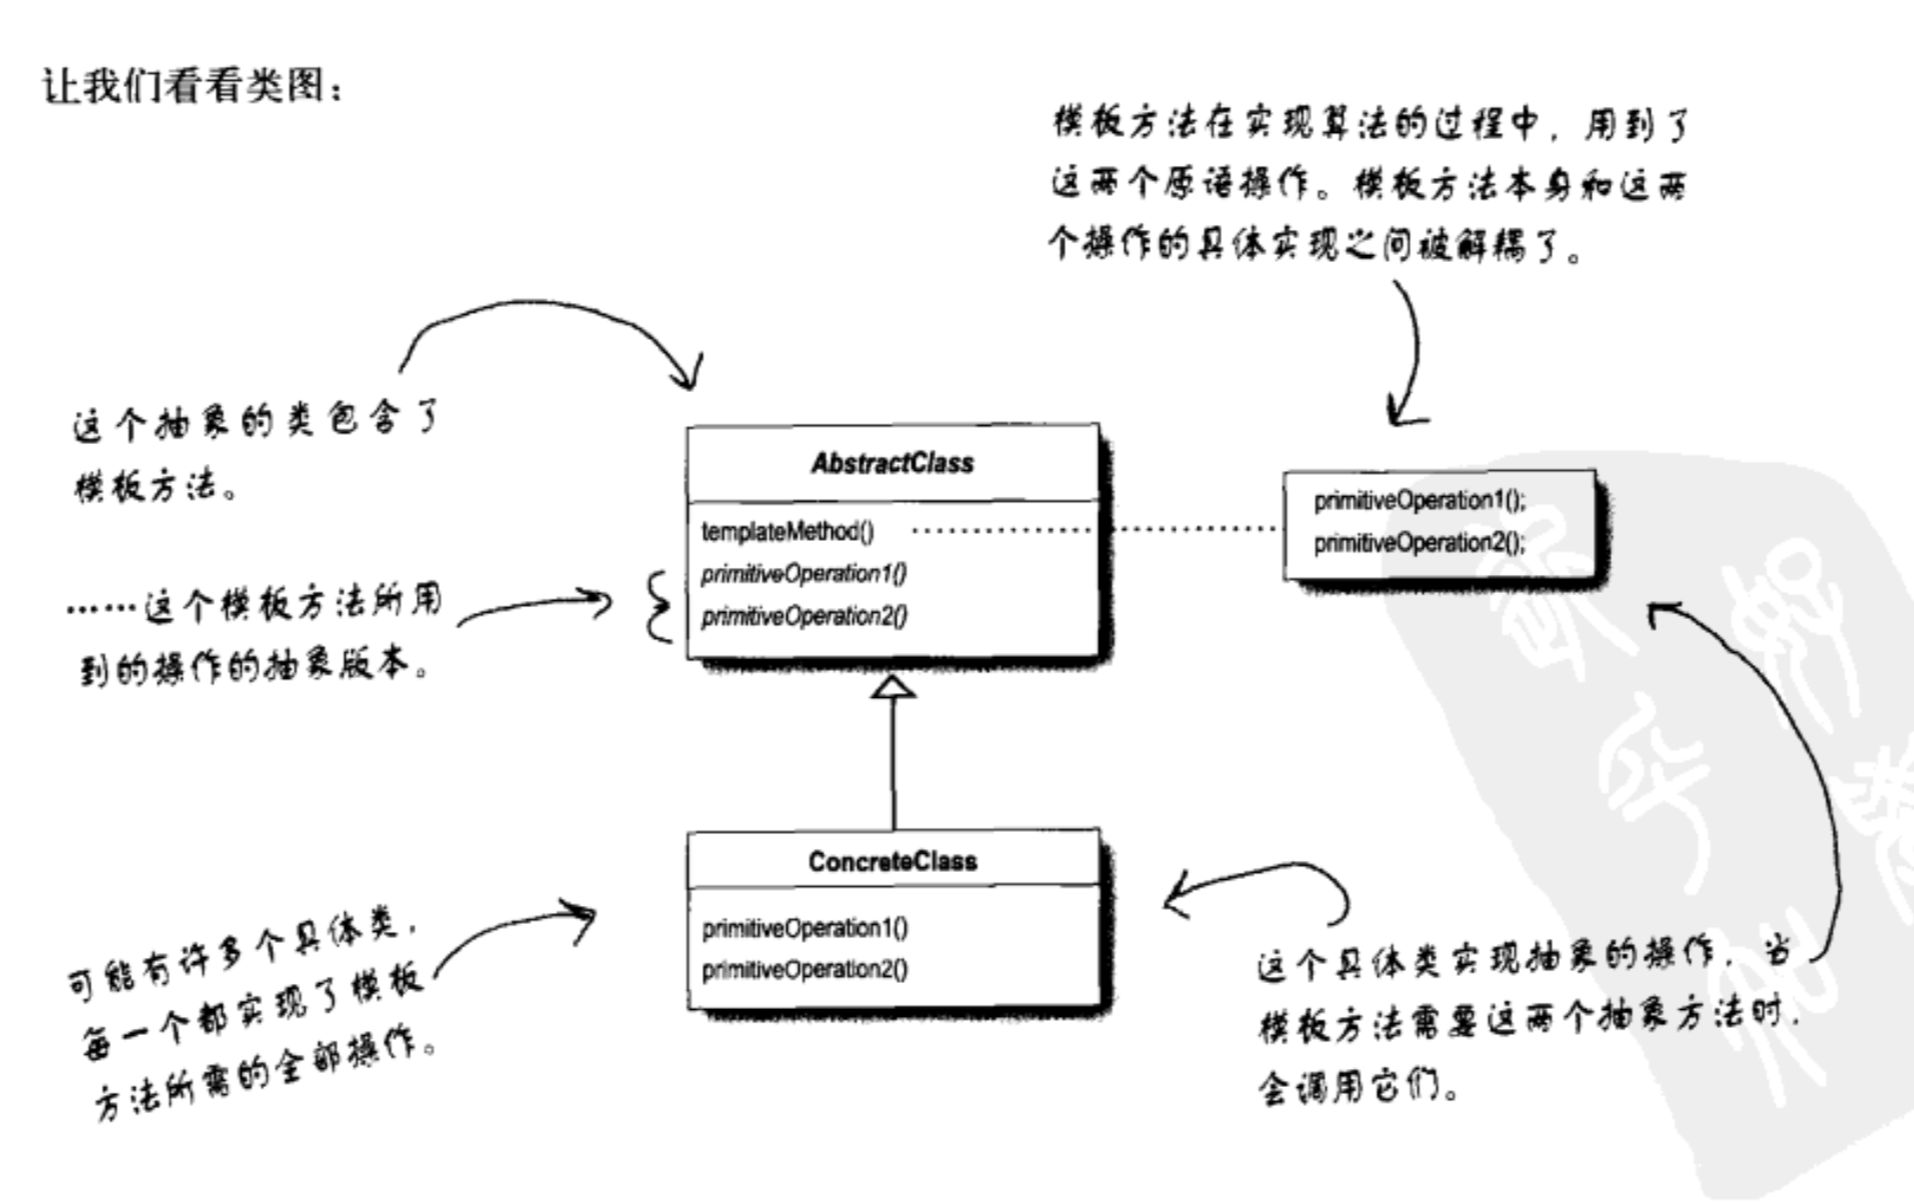 让我们看看类图：
模板方法在实现算法的过程中，用到了
这两个原语操作。模板方法本身和这两
个操作的具体实现之间被解耦了。
这个抽象的类包含了
模板方法。
AbstractClass
templateMethod()
primitiveOperation1()
primitiveOperation2()
primitiveOperation1();
primitiveOperation2();
……这个模板方法所用
到的操作的抽象版本。
ConcreteClass
primitiveOperation1()
primitiveOperation2()
可能有许多个具体类，
每一个都实现了模板
方法所需的全部操作。
这个具体类实现抽象的操作，当
模板方法需要这两个抽象方法时，
会调用它们。